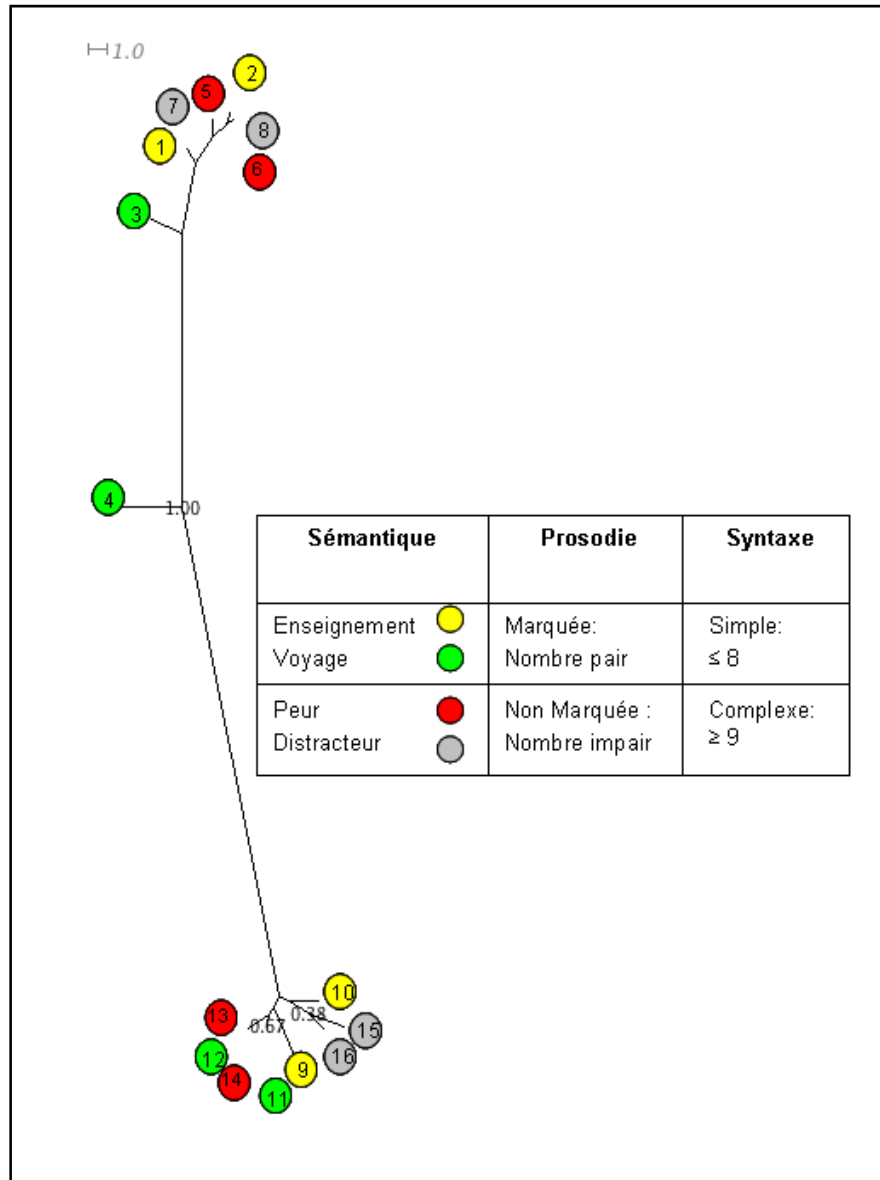 1.0
2
5
7
8
1
6
3
4
1.00
Sémantique Prosodie Syntaxe
Enseignement Marquée: Simple:
Voyage Nombre pair ≤ 8
Peur Non Marquée : Complexe:
Distracteur Nombre impair ≥ 9
10
13 0.67 0.38 15
12 16
14 9
11